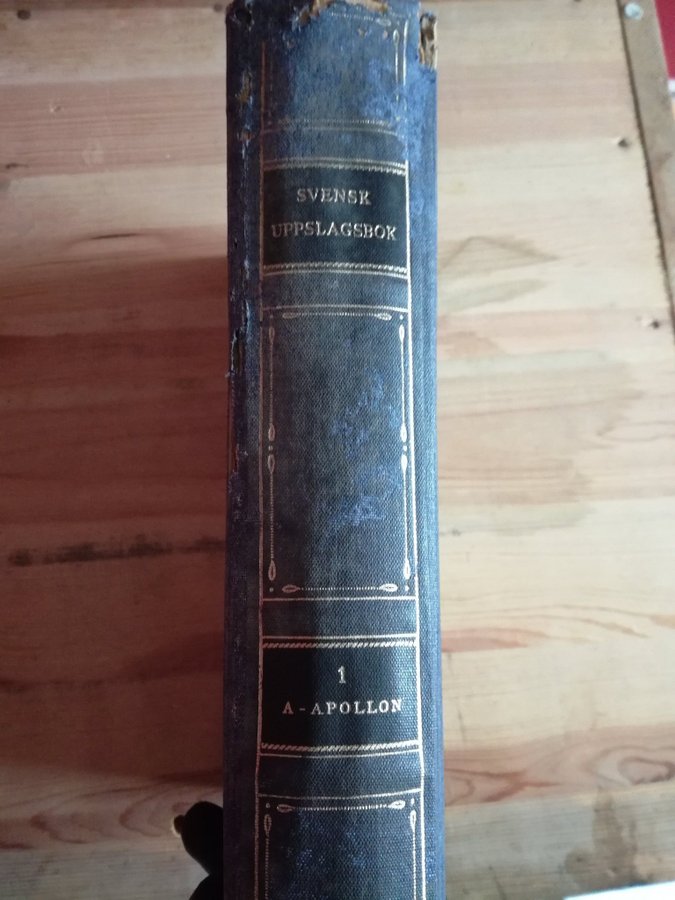 SVENSK
UPPSLAGSBOK
1
A - APOLLON